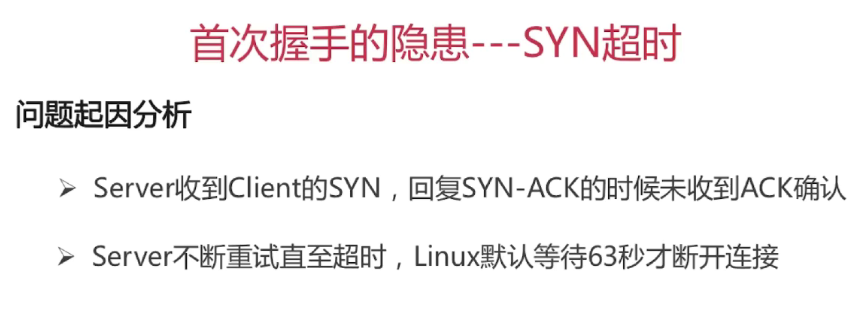 首次握手的隐患---SYN超时
问题起因分析
➢ Server收到Client的SYN，回复SYN-ACK的时候未收到ACK确认
➢ Server不断重试直至超时，Linux默认等待63秒才断开连接